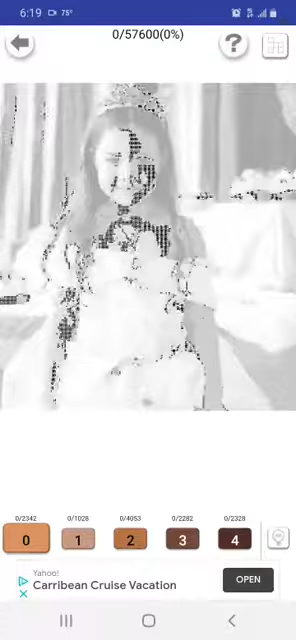 6:19 75°
0/57600(0%)
?
0/2342 0/1028 0/4053 0/2282 0/2328
0 1 2 3 4
Yahoo!
Carribean Cruise Vacation
OPEN